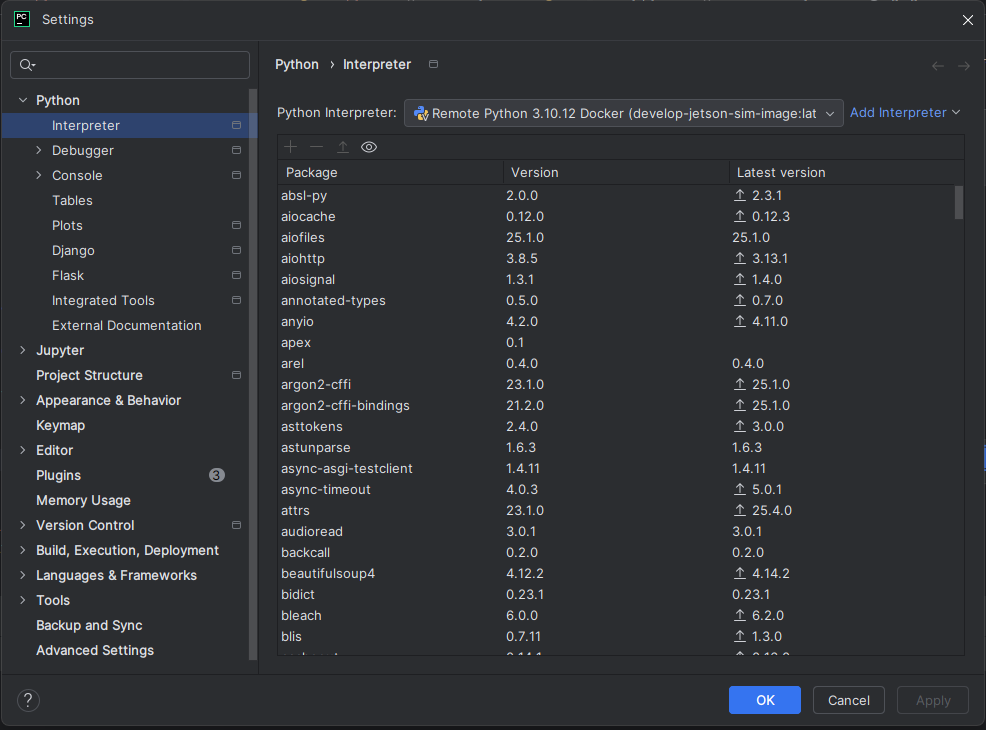 PC
Settings
Python
Interpreter
Debugger
Console
Tables
Plots
Django
Flask
Integrated Tools
External Documentation
Jupyter
Project Structure
Appearance & Behavior
Keymap
Editor
Plugins 3
Memory Usage
Version Control
Build, Execution, Deployment
Languages & Frameworks
Tools
Backup and Sync
Advanced Settings
Python › Interpreter
Python Interpreter: Remote Python 3.10.12 Docker (develop-jetson-sim-image:lat Add Interpreter
Package Version Latest version
absl-py 2.0.0 2.3.1
aiocache 0.12.0 0.12.3
aiofiles 25.1.0 25.1.0
aiohttp 3.8.5 3.13.1
aiosignal 1.3.1 1.4.0
annotated-types 0.5.0 0.7.0
anyio 4.2.0 4.11.0
apex 0.1
arel 0.4.0 0.4.0
argon2-cffi 23.1.0 25.1.0
argon2-cffi-bindings 21.2.0 25.1.0
asttokens 2.4.0 3.0.0
astunparse 1.6.3 1.6.3
async-asgi-testclient 1.4.11 1.4.11
async-timeout 4.0.3 5.0.1
attrs 23.1.0 25.4.0
audioread 3.0.1 3.0.1
backcall 0.2.0 0.2.0
beautifulsoup4 4.12.2 4.14.2
bidict 0.23.1 0.23.1
bleach 6.0.0 6.2.0
blis 0.7.11 1.3.0
? OK Cancel Apply